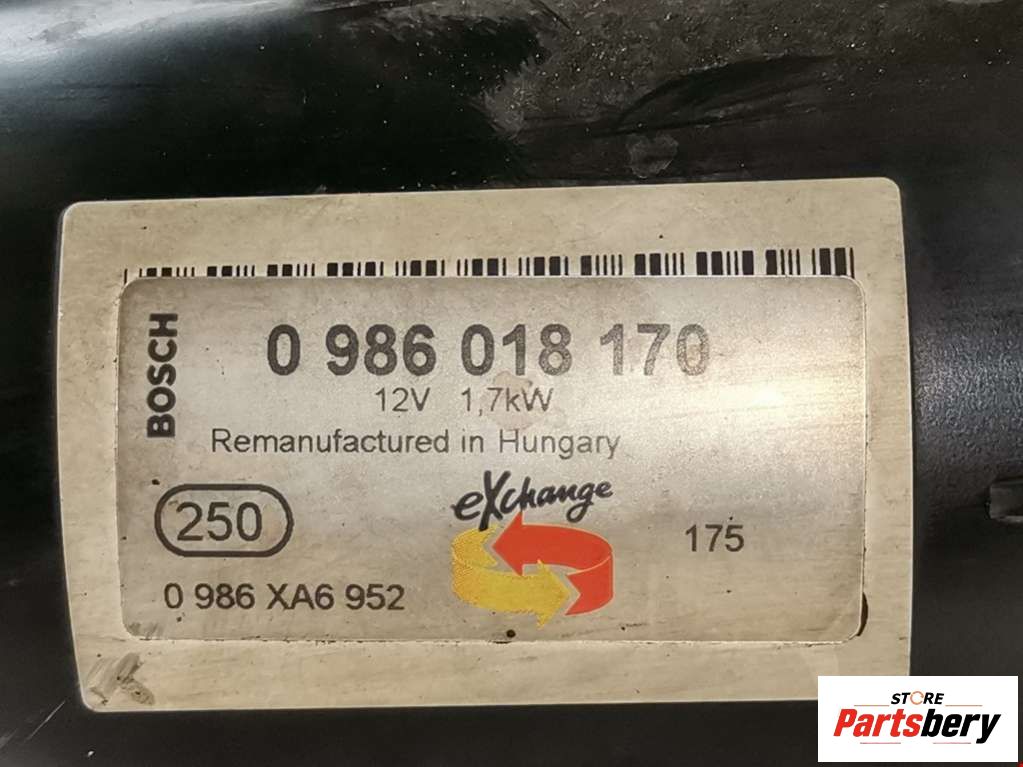 BOSCH
0 986 018 170
12V 1,7kW
Remanufactured in Hungary
250
eXchange
175
0 986 XA6 952
STORE
Partsbery